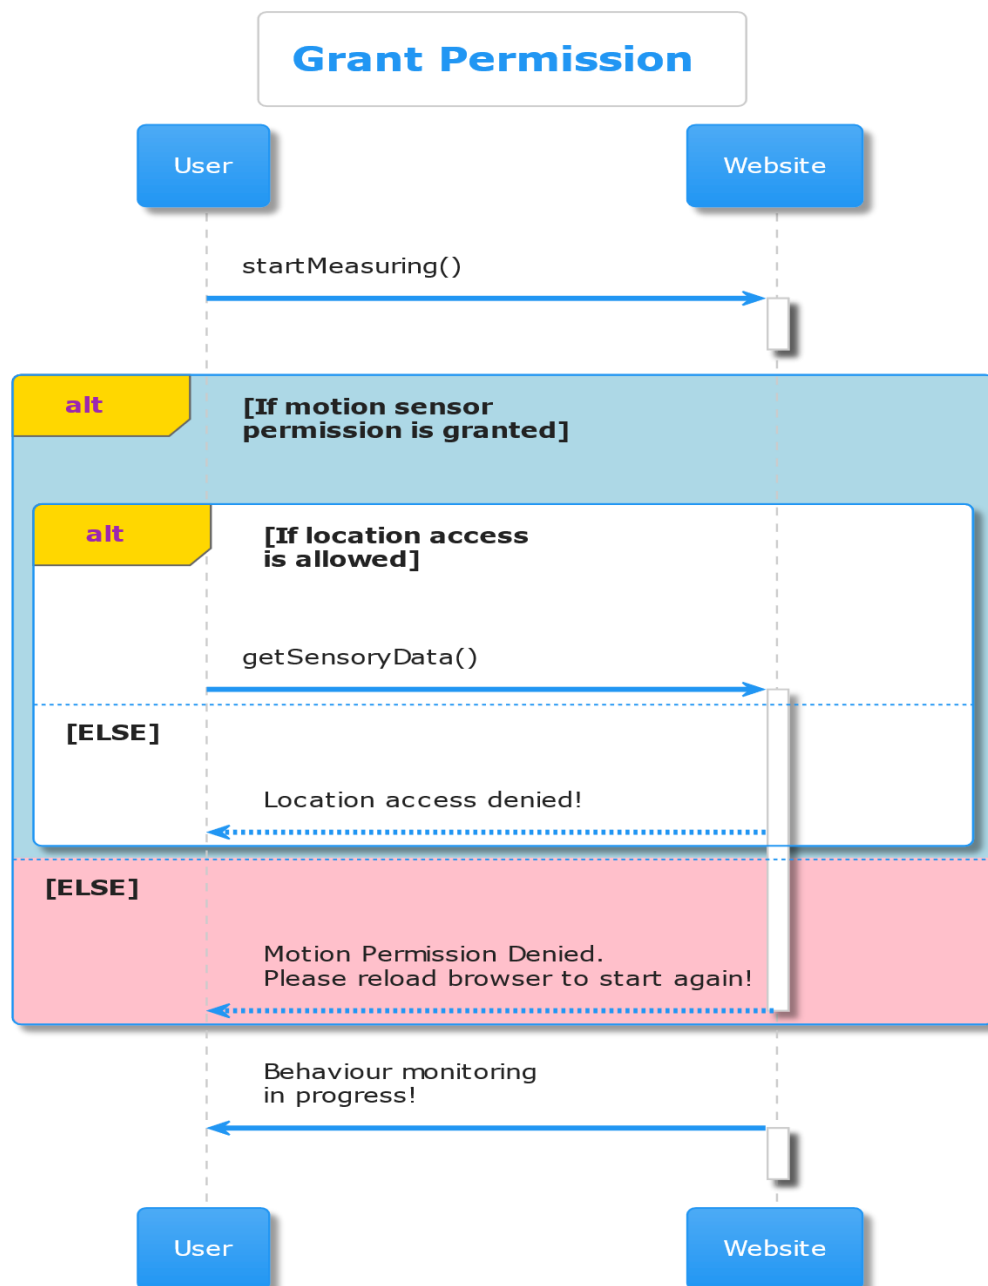 Grant Permission
User
Website
startMeasuring()
alt
[If motion sensor
permission is granted]
alt
[If location access
is allowed]
getSensoryData()
[ELSE]
Location access denied!
[ELSE]
Motion Permission Denied.
Please reload browser to start again!
Behaviour monitoring
in progress!
User
Website